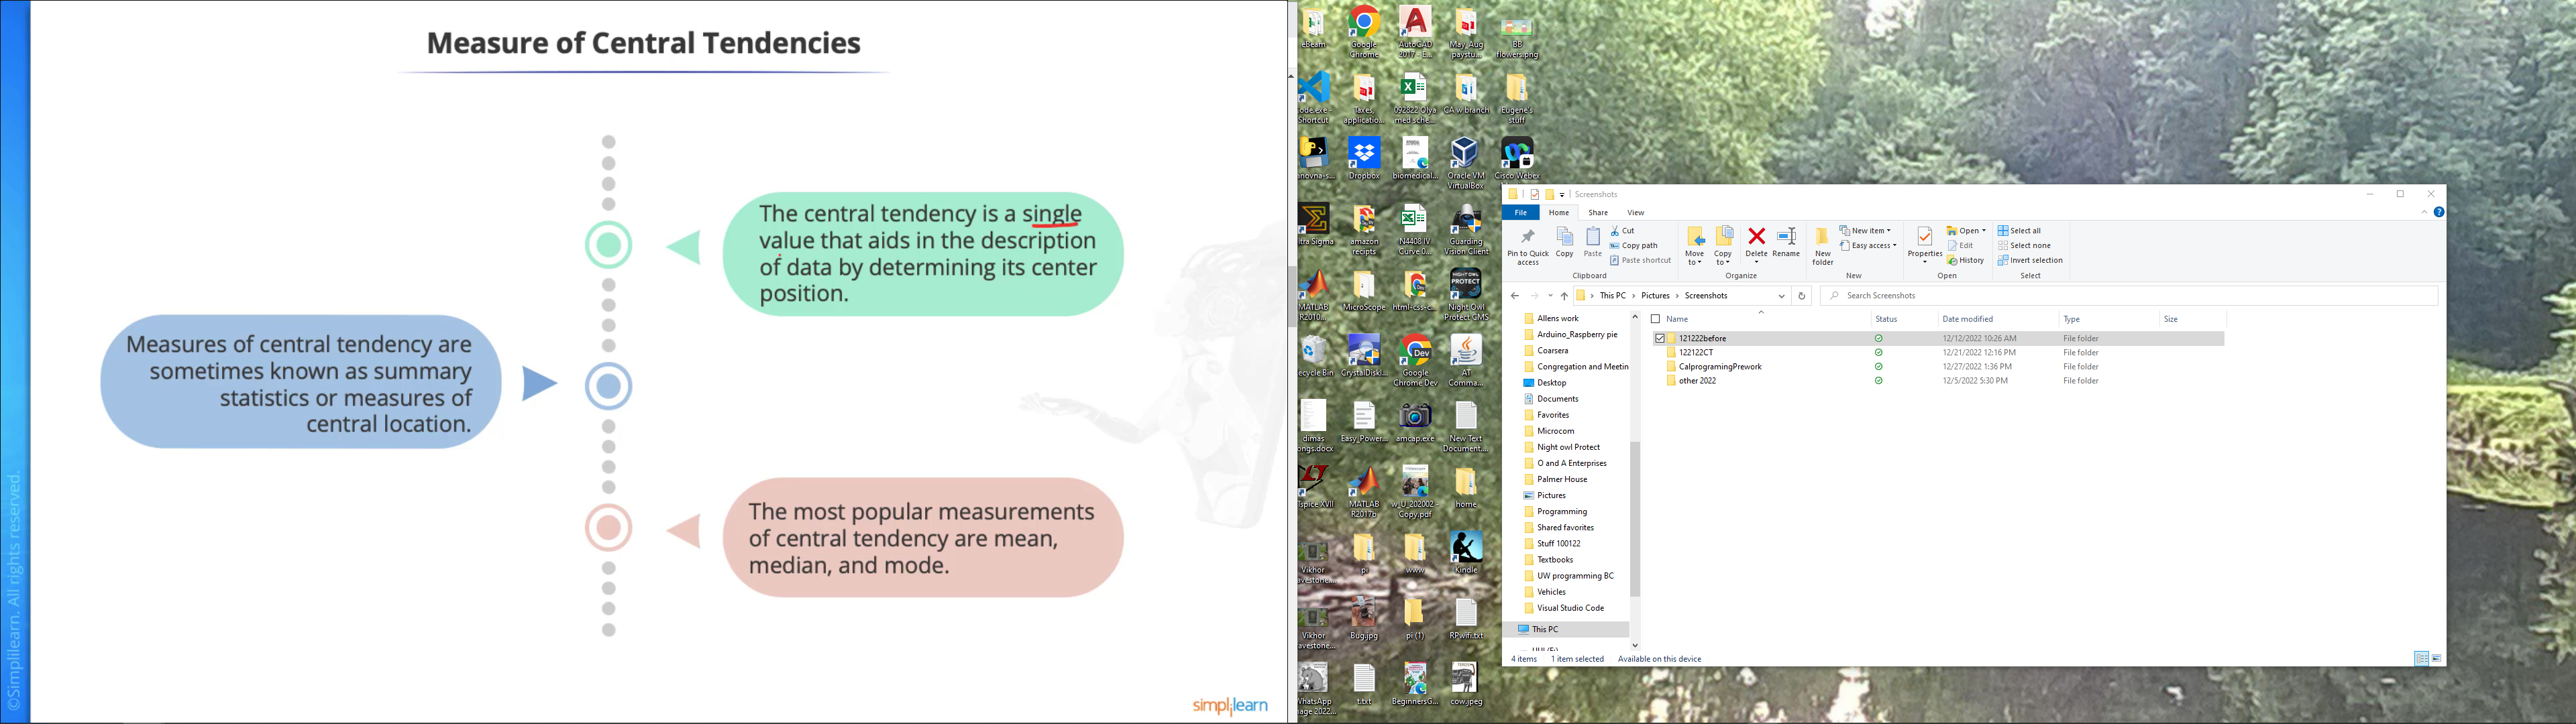 Measure of Central Tendencies
The central tendency is a single
value that aids in the description
of data by determining its center
position.
Measures of central tendency are
sometimes known as summary
statistics or measures of
central location.
The most popular measurements
of central tendency are mean,
median, and mode.
©Simplilearn. All rights reserved.
simplilearn
eBeam
Google
Chrome
AutoCAD
2017 - E...
May_Aug
paystu...
BB
flowers.png
ode.exe -
Shortcut
Taxes,
applicatio...
092822 Olya
med sche...
CA w branch
Eugene's
stuff
anovna-s...
Dropbox
biomedical...
Oracle VM
VirtualBox
Cisco Webex
ltra Sigma
amazon
recipts
N4408 IV
Curve 0...
Guarding
Vision Client
MATLAB
R2010...
MicroScope
html-css-c...
NIGHT OWL
PROTECT
Night Owl
Protect CMS
ecycle Bin
CrystalDiskI...
Google
Chrome Dev
AT
Comma...
dimas
ongs.docx
Easy_Power...
amcap.exe
New Text
Document...
tspice XVII
MATLAB
R2017b
w_U_202002 -
Copy.pdf
home
Vikhor
avestone...
pi
www
Kindle
Vikhor
avestone...
Bug.jpg
pi (1)
RPwifi.txt
WhatsApp
age 2022...
t.txt
BeginnersG...
cow.jpeg
Screenshots
File Home Share View
Pin to Quick
access
Copy
Paste
Cut
Copy path
Paste shortcut
Clipboard
Move
to
Copy
to
Delete
Rename
Organize
New
folder
New item
Easy access
New
Properties
Open
Edit
History
Open
Select all
Select none
Invert selection
Select
This PC > Pictures > Screenshots
Search Screenshots
Allens work
Arduino_Raspberry pie
Coarsera
Congregation and Meetin
Desktop
Documents
Favorites
Microcom
Night owl Protect
O and A Enterprises
Palmer House
Pictures
Programming
Shared favorites
Stuff 100122
Textbooks
UW programming BC
Vehicles
Visual Studio Code
This PC
Name Status Date modified Type Size
121222before 12/12/2022 10:26 AM File folder
122122CT 12/21/2022 12:16 PM File folder
CalprogramingPrework 12/27/2022 1:36 PM File folder
other 2022 12/5/2022 5:30 PM File folder
4 items 1 item selected Available on this device